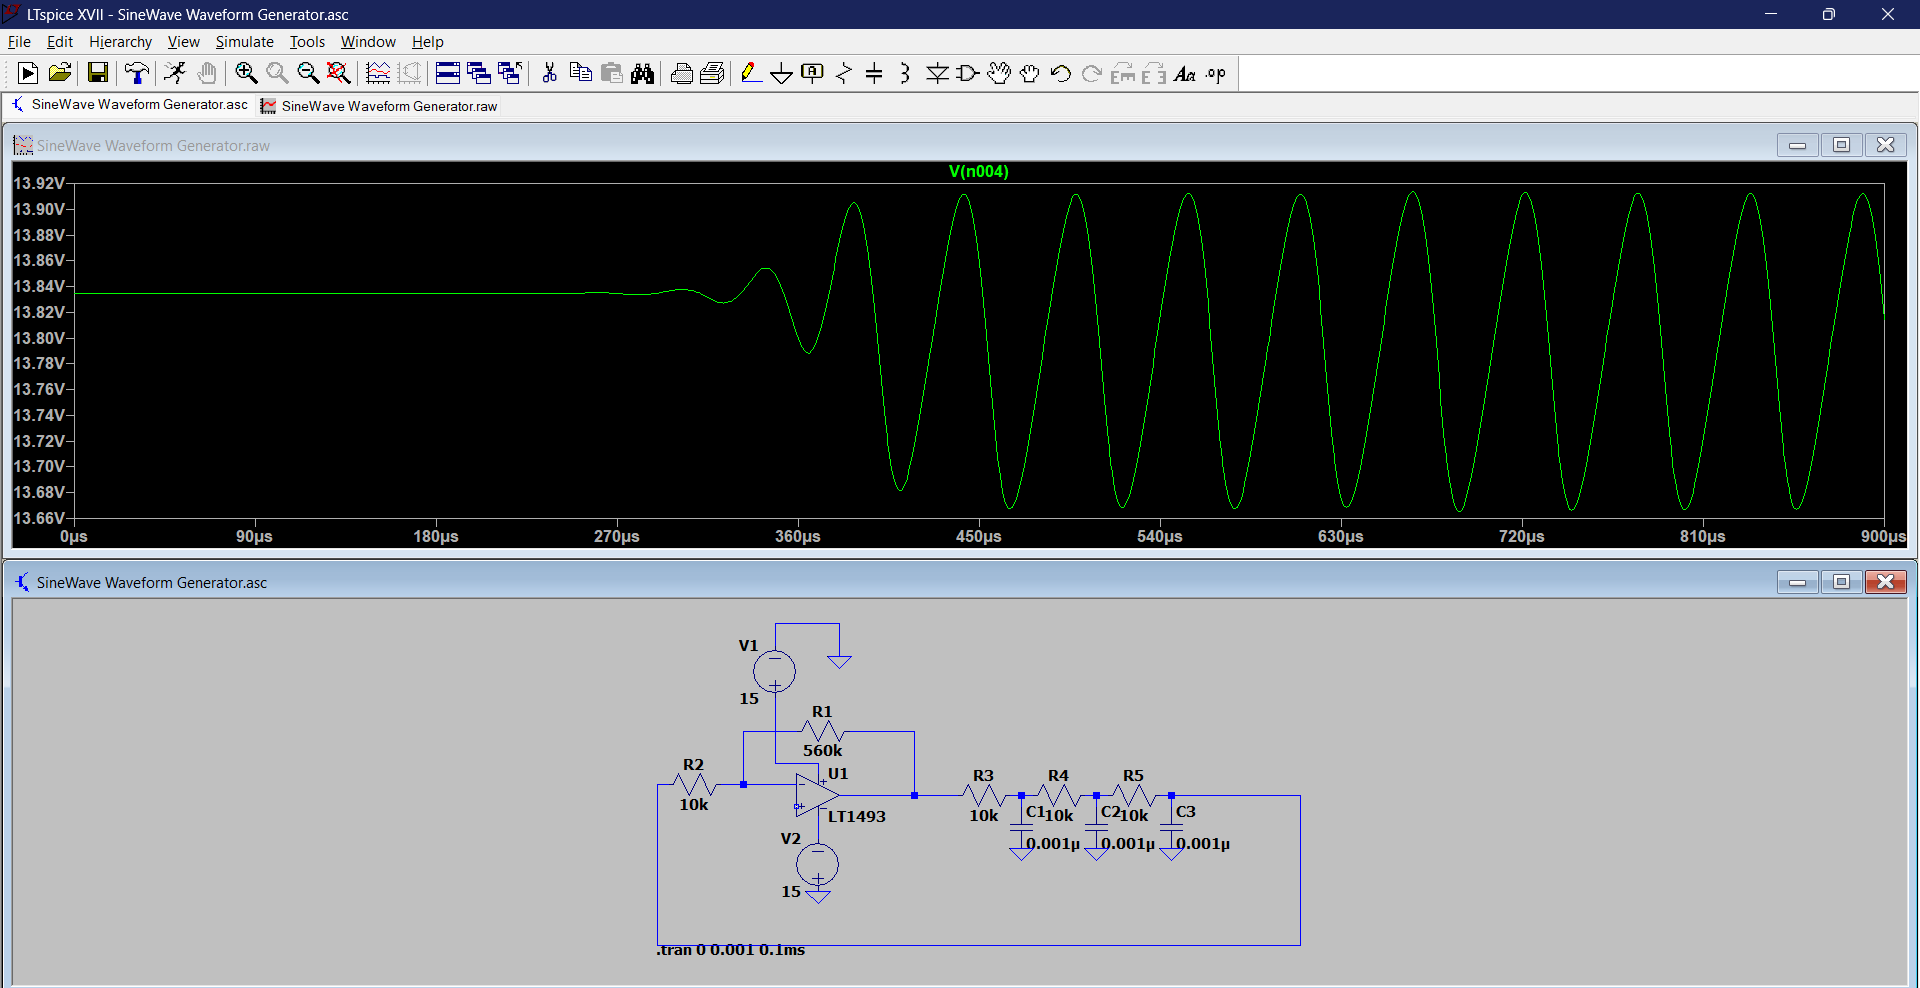 LTspice XVII - SineWave Waveform Generator.asc
File Edit Hierarchy View Simulate Tools Window Help
Aa .op
SineWave Waveform Generator.asc SineWave Waveform Generator.raw
SineWave Waveform Generator.raw
V(n004)
13.92V
13.90V
13.88V
13.86V
13.84V
13.82V
13.80V
13.78V
13.76V
13.74V
13.72V
13.70V
13.68V
13.66V
0µs 90µs 180µs 270µs 360µs 450µs 540µs 630µs 720µs 810µs 900µs
SineWave Waveform Generator.asc
V1
15
R1
560k
R2
10k
U1
LT1493
V2
15
R3
10k
R4
10k
R5
10k
C1
0.001µ
C2
0.001µ
C3
0.001µ
.tran 0 0.001 0.1ms